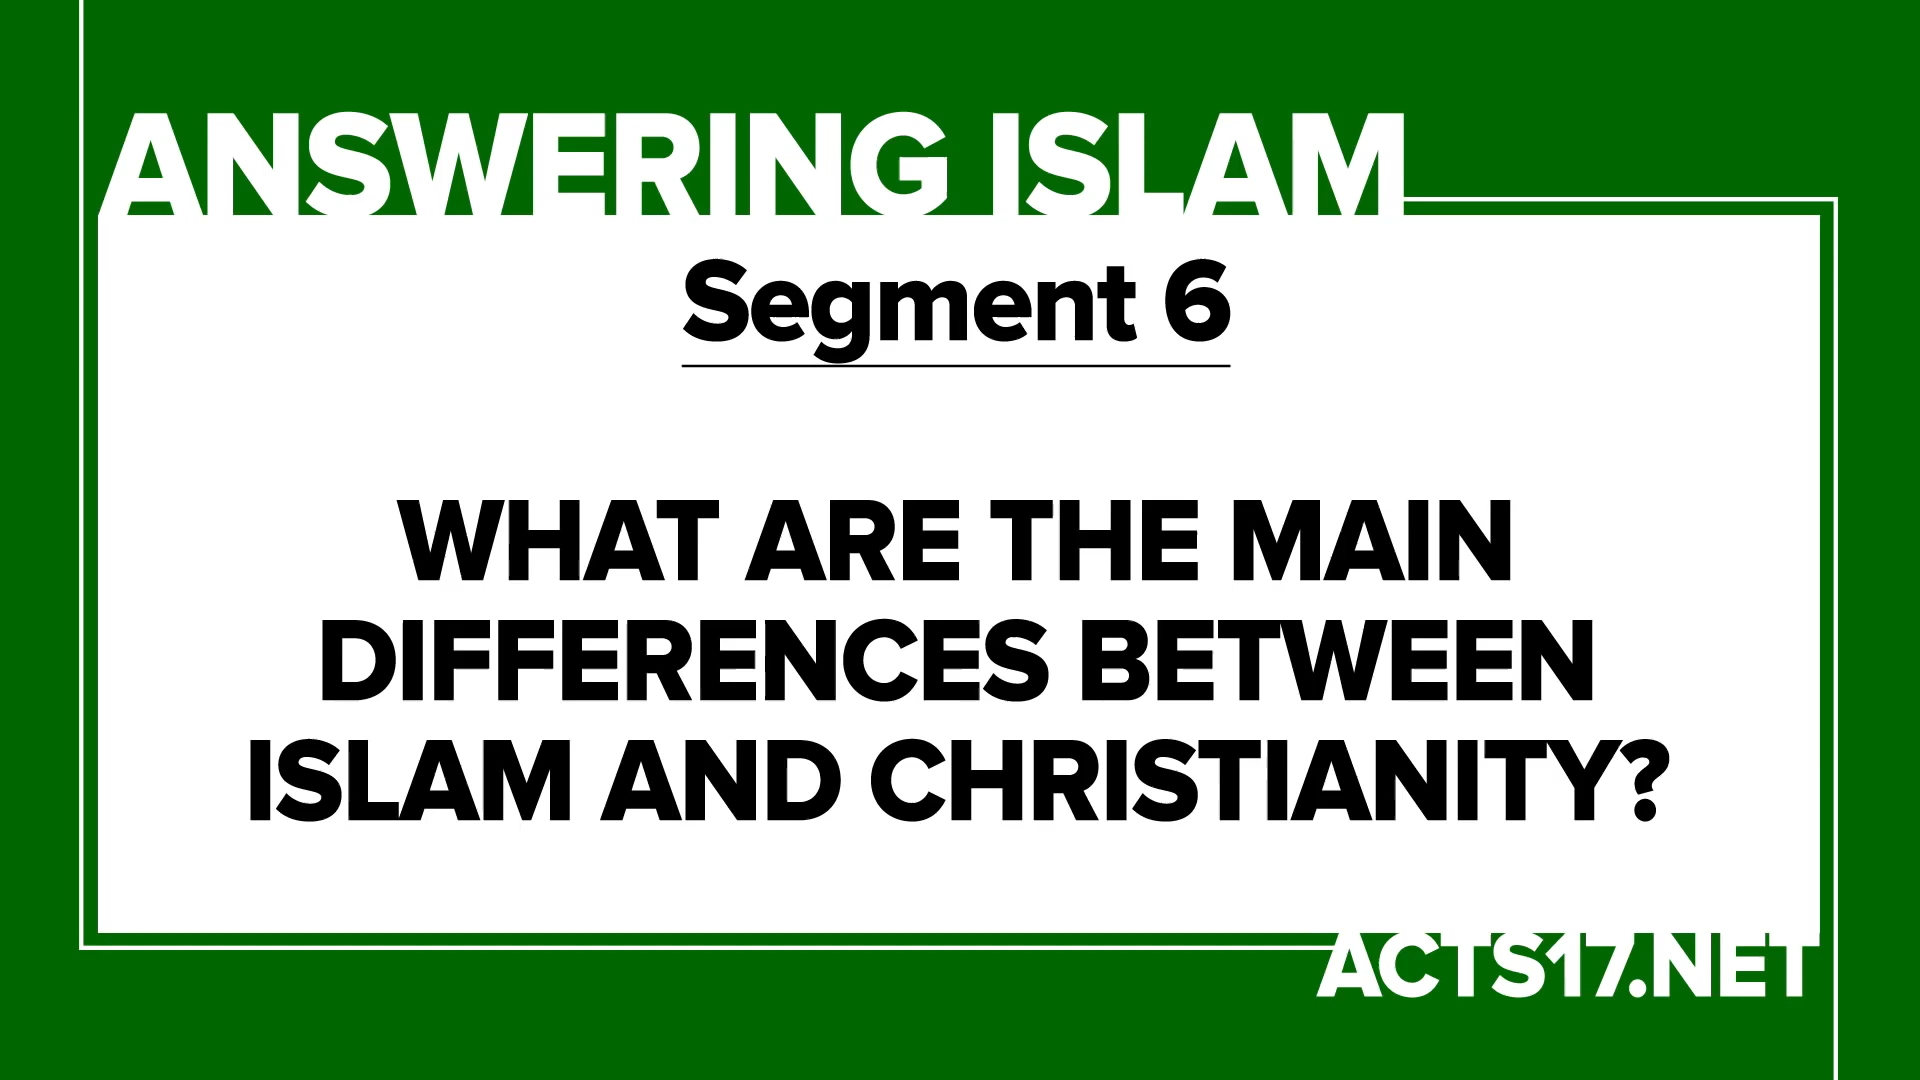 ANSWERING ISLAM
Segment 6
WHAT ARE THE MAIN
DIFFERENCES BETWEEN
ISLAM AND CHRISTIANITY?
ACTS17.NET